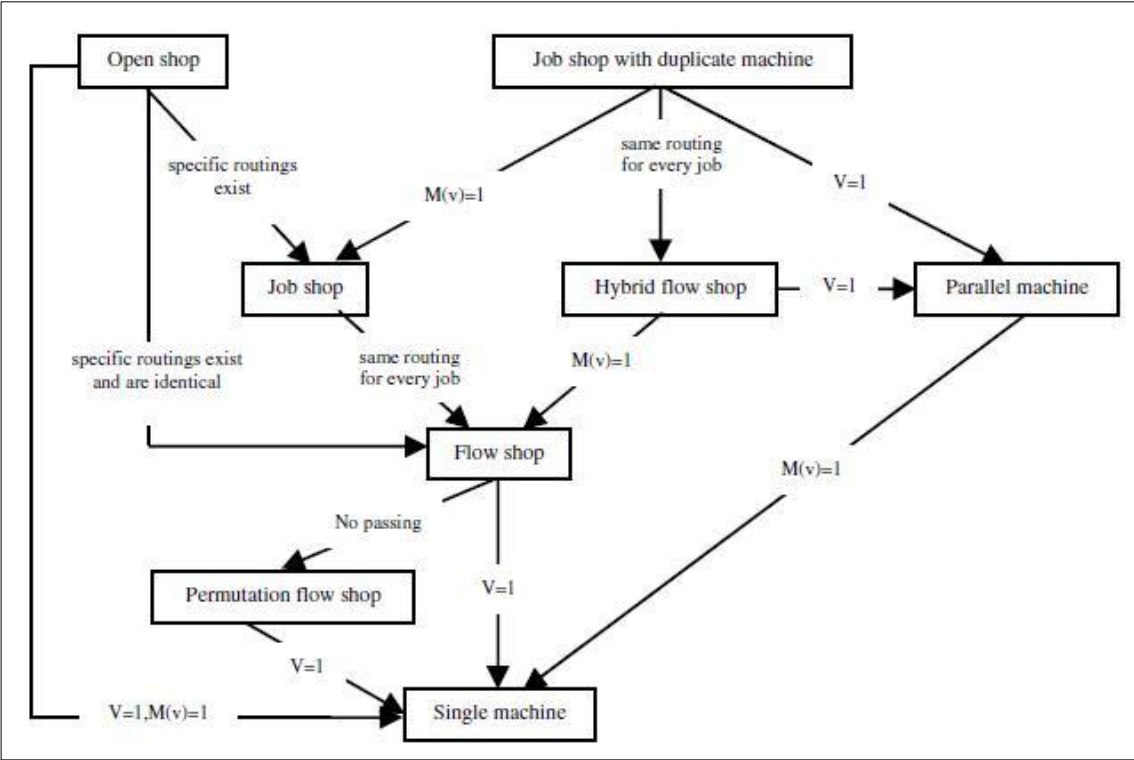 Open shop
Job shop with duplicate machine
specific routings
exist
same routing
for every job
M(v)=1
V=1
Job shop
Hybrid flow shop
V=1
Parallel machine
specific routings exist
and are identical
same routing
for every job
M(v)=1
Flow shop
M(v)=1
No passing
Permutation flow shop
V=1
V=1
V=1,M(v)=1
Single machine